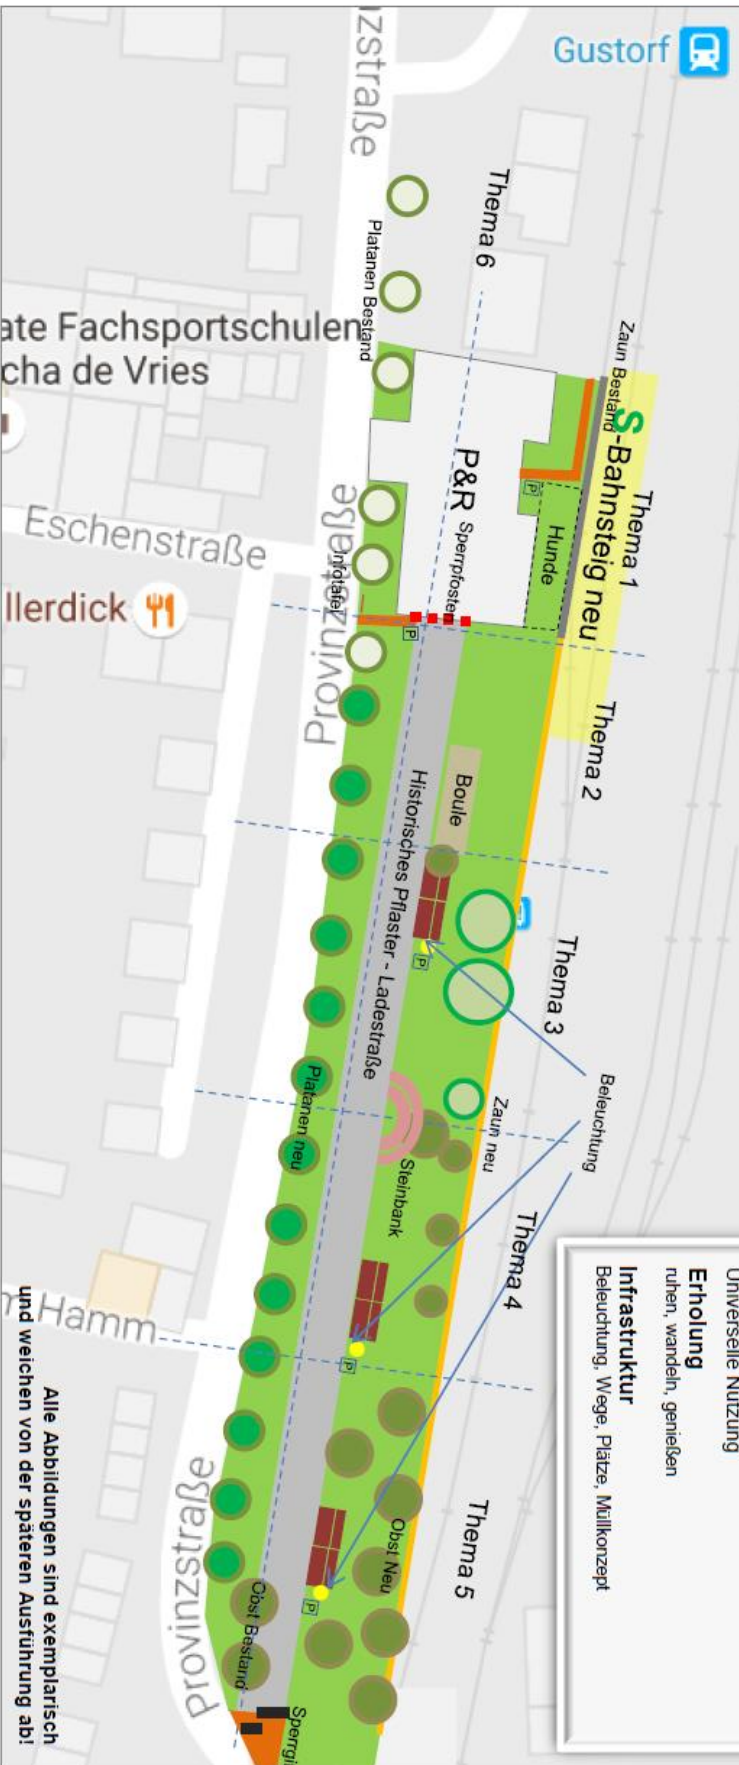 Gustorf
zstraße
Thema 6
Platanen Bestand
ate Fachsportschulen
cha de Vries
Zaun Bestand
S-Bahnsteig neu
Thema 1
P&R
Sperrpfosten
P
Hunde
Eschenstraße
Infotafel
llerdick
Provinzstraße
P
Thema 2
Boule
Historisches Pflaster - Ladestraße
P
Thema 3
Beleuchtung
Platanen neu
Zaun neu
Steinbank
Thema 4
Universelle Nutzung
Erholung
ruhen, wandeln, genießen
Infrastruktur
Beleuchtung, Wege, Plätze, Müllkonzept
Hamm
P
Thema 5
Obst Neu
P
Obst Bestand
Provinzstraße
Sperrgi
Alle Abbildungen sind exemplarisch
und weichen von der späteren Ausführung ab!